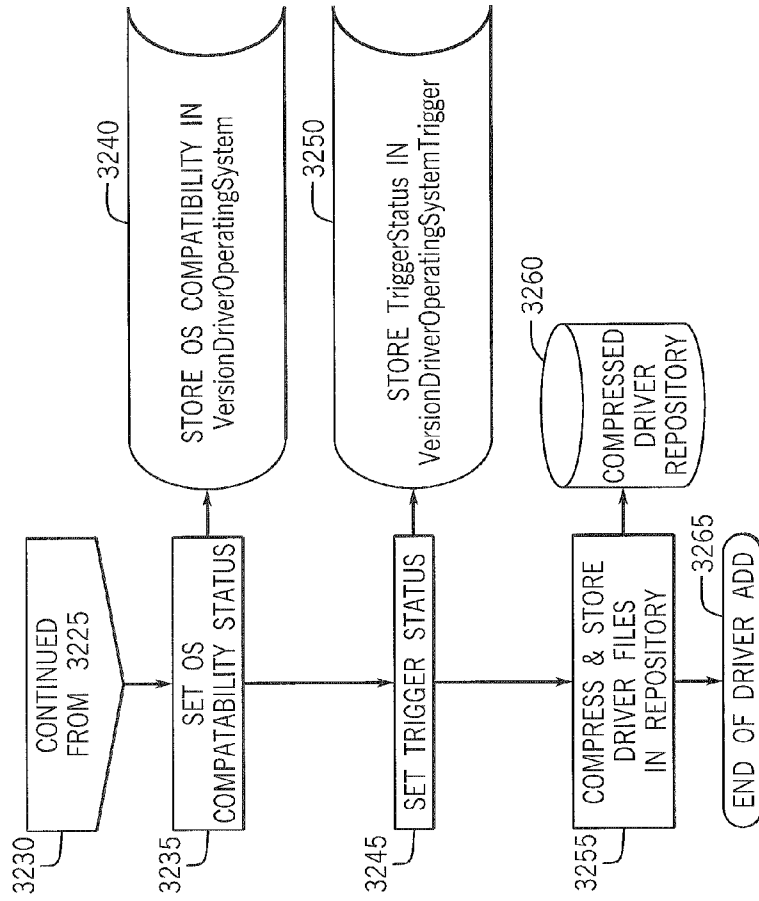 3230
CONTINUED
FROM 3225
3235
SET OS
COMPATABILITY STATUS
3240
STORE OS COMPATIBILITY IN
VersionDriverOperatingSystem
3245
SET TRIGGER STATUS
3250
STORE TriggerStatus IN
VersionDriverOperatingSystemTrigger
3255
COMPRESS & STORE
DRIVER FILES
IN REPOSITORY
3260
COMPRESSED
DRIVER
REPOSITORY
3265
END OF DRIVER ADD